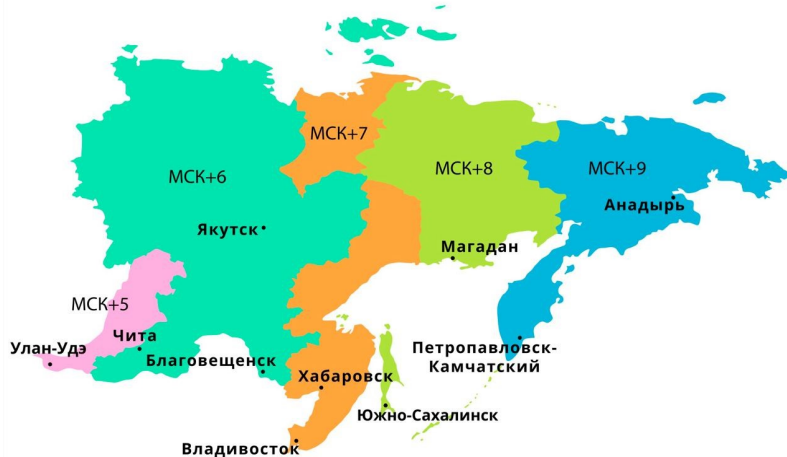 МСК+7
МСК+6
МСК+8
МСК+9
Анадырь
Якутск
Магадан
МСК+5
Чита
Улан-Удэ
Благовещенск
Петропавловск-
Камчатский
Хабаровск
Южно-Сахалинск
Владивосток